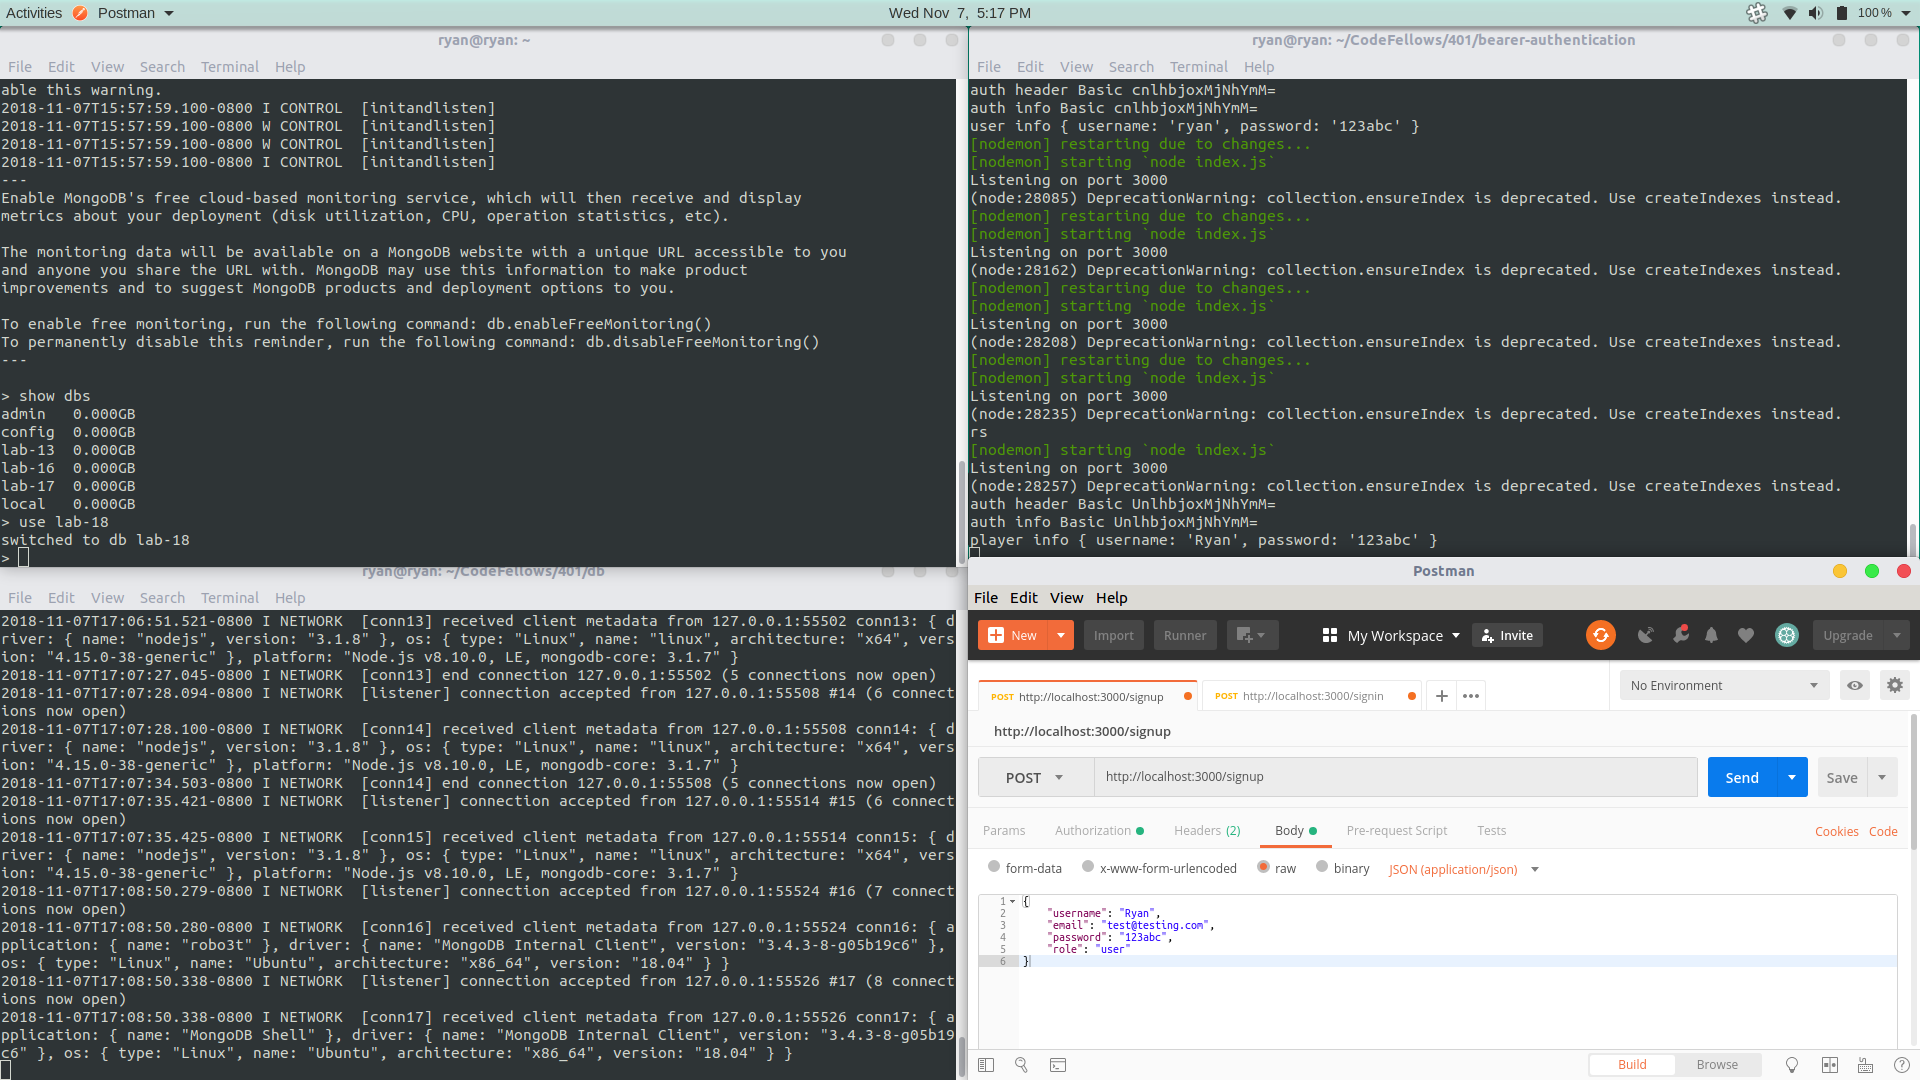 Activities Postman Wed Nov 7, 5:17 PM 100 %
ryan@ryan: ~
File Edit View Search Terminal Help
able this warning.
2018-11-07T15:57:59.100-0800 I CONTROL [initandlisten]
2018-11-07T15:57:59.100-0800 W CONTROL [initandlisten]
2018-11-07T15:57:59.100-0800 W CONTROL [initandlisten]
2018-11-07T15:57:59.100-0800 I CONTROL [initandlisten]
---
Enable MongoDB's free cloud-based monitoring service, which will then receive and display
metrics about your deployment (disk utilization, CPU, operation statistics, etc).
The monitoring data will be available on a MongoDB website with a unique URL accessible to you
and anyone you share the URL with. MongoDB may use this information to make product
improvements and to suggest MongoDB products and deployment options to you.
To enable free monitoring, run the following command: db.enableFreeMonitoring()
To permanently disable this reminder, run the following command: db.disableFreeMonitoring()
---
> show dbs
admin 0.000GB
config 0.000GB
lab-13 0.000GB
lab-16 0.000GB
lab-17 0.000GB
local 0.000GB
> use lab-18
switched to db lab-18
>
ryan@ryan: ~/CodeFellows/401/bearer-authentication
File Edit View Search Terminal Help
auth header Basic cnlhbjoxMjNhYmM=
auth info Basic cnlhbjoxMjNhYmM=
user info { username: 'ryan', password: '123abc' }
[nodemon] restarting due to changes...
[nodemon] starting `node index.js`
Listening on port 3000
(node:28085) DeprecationWarning: collection.ensureIndex is deprecated. Use createIndexes instead.
[nodemon] restarting due to changes...
[nodemon] starting `node index.js`
Listening on port 3000
(node:28162) DeprecationWarning: collection.ensureIndex is deprecated. Use createIndexes instead.
[nodemon] restarting due to changes...
[nodemon] starting `node index.js`
Listening on port 3000
(node:28208) DeprecationWarning: collection.ensureIndex is deprecated. Use createIndexes instead.
[nodemon] restarting due to changes...
[nodemon] starting `node index.js`
Listening on port 3000
(node:28235) DeprecationWarning: collection.ensureIndex is deprecated. Use createIndexes instead.
rs
[nodemon] starting `node index.js`
Listening on port 3000
(node:28257) DeprecationWarning: collection.ensureIndex is deprecated. Use createIndexes instead.
auth header Basic UnlhbjoxMjNhYmM=
auth info Basic UnlhbjoxMjNhYmM=
player info { username: 'Ryan', password: '123abc' }
ryan@ryan: ~/CodeFellows/401/db
File Edit View Search Terminal Help
2018-11-07T17:06:51.521-0800 I NETWORK [conn13] received client metadata from 127.0.0.1:55502 conn13: { d
river: { name: "nodejs", version: "3.1.8" }, os: { type: "Linux", name: "linux", architecture: "x64", vers
ion: "4.15.0-38-generic" }, platform: "Node.js v8.10.0, LE, mongodb-core: 3.1.7" }
2018-11-07T17:07:27.045-0800 I NETWORK [conn13] end connection 127.0.0.1:55502 (5 connections now open)
2018-11-07T17:07:28.094-0800 I NETWORK [listener] connection accepted from 127.0.0.1:55508 #14 (6 connect
ions now open)
2018-11-07T17:07:28.100-0800 I NETWORK [conn14] received client metadata from 127.0.0.1:55508 conn14: { d
river: { name: "nodejs", version: "3.1.8" }, os: { type: "Linux", name: "linux", architecture: "x64", vers
ion: "4.15.0-38-generic" }, platform: "Node.js v8.10.0, LE, mongodb-core: 3.1.7" }
2018-11-07T17:07:34.503-0800 I NETWORK [conn14] end connection 127.0.0.1:55508 (5 connections now open)
2018-11-07T17:07:35.421-0800 I NETWORK [listener] connection accepted from 127.0.0.1:55514 #15 (6 connect
ions now open)
2018-11-07T17:07:35.425-0800 I NETWORK [conn15] received client metadata from 127.0.0.1:55514 conn15: { d
river: { name: "nodejs", version: "3.1.8" }, os: { type: "Linux", name: "linux", architecture: "x64", vers
ion: "4.15.0-38-generic" }, platform: "Node.js v8.10.0, LE, mongodb-core: 3.1.7" }
2018-11-07T17:08:50.279-0800 I NETWORK [listener] connection accepted from 127.0.0.1:55524 #16 (7 connect
ions now open)
2018-11-07T17:08:50.280-0800 I NETWORK [conn16] received client metadata from 127.0.0.1:55524 conn16: { a
pplication: { name: "robo3t" }, driver: { name: "MongoDB Internal Client", version: "3.4.3-8-g05b19c6" },
os: { type: "Linux", name: "Ubuntu", architecture: "x86_64", version: "18.04" } }
2018-11-07T17:08:50.338-0800 I NETWORK [listener] connection accepted from 127.0.0.1:55526 #17 (8 connect
ions now open)
2018-11-07T17:08:50.338-0800 I NETWORK [conn17] received client metadata from 127.0.0.1:55526 conn17: { a
pplication: { name: "MongoDB Shell" }, driver: { name: "MongoDB Internal Client", version: "3.4.3-8-g05b19
c6" }, os: { type: "Linux", name: "Ubuntu", architecture: "x86_64", version: "18.04" } }
Postman
File Edit View Help
New Import Runner My Workspace Invite Upgrade
POST http://localhost:3000/signup POST http://localhost:3000/signin + ••• No Environment
http://localhost:3000/signup
POST http://localhost:3000/signup Send Save
Params Authorization Headers (2) Body Pre-request Script Tests Cookies Code
form-data x-www-form-urlencoded raw binary JSON (application/json)
1 {
2 "username": "Ryan",
3 "email": "test@testing.com",
4 "password": "123abc",
5 "role": "user"
6 }
Build Browse